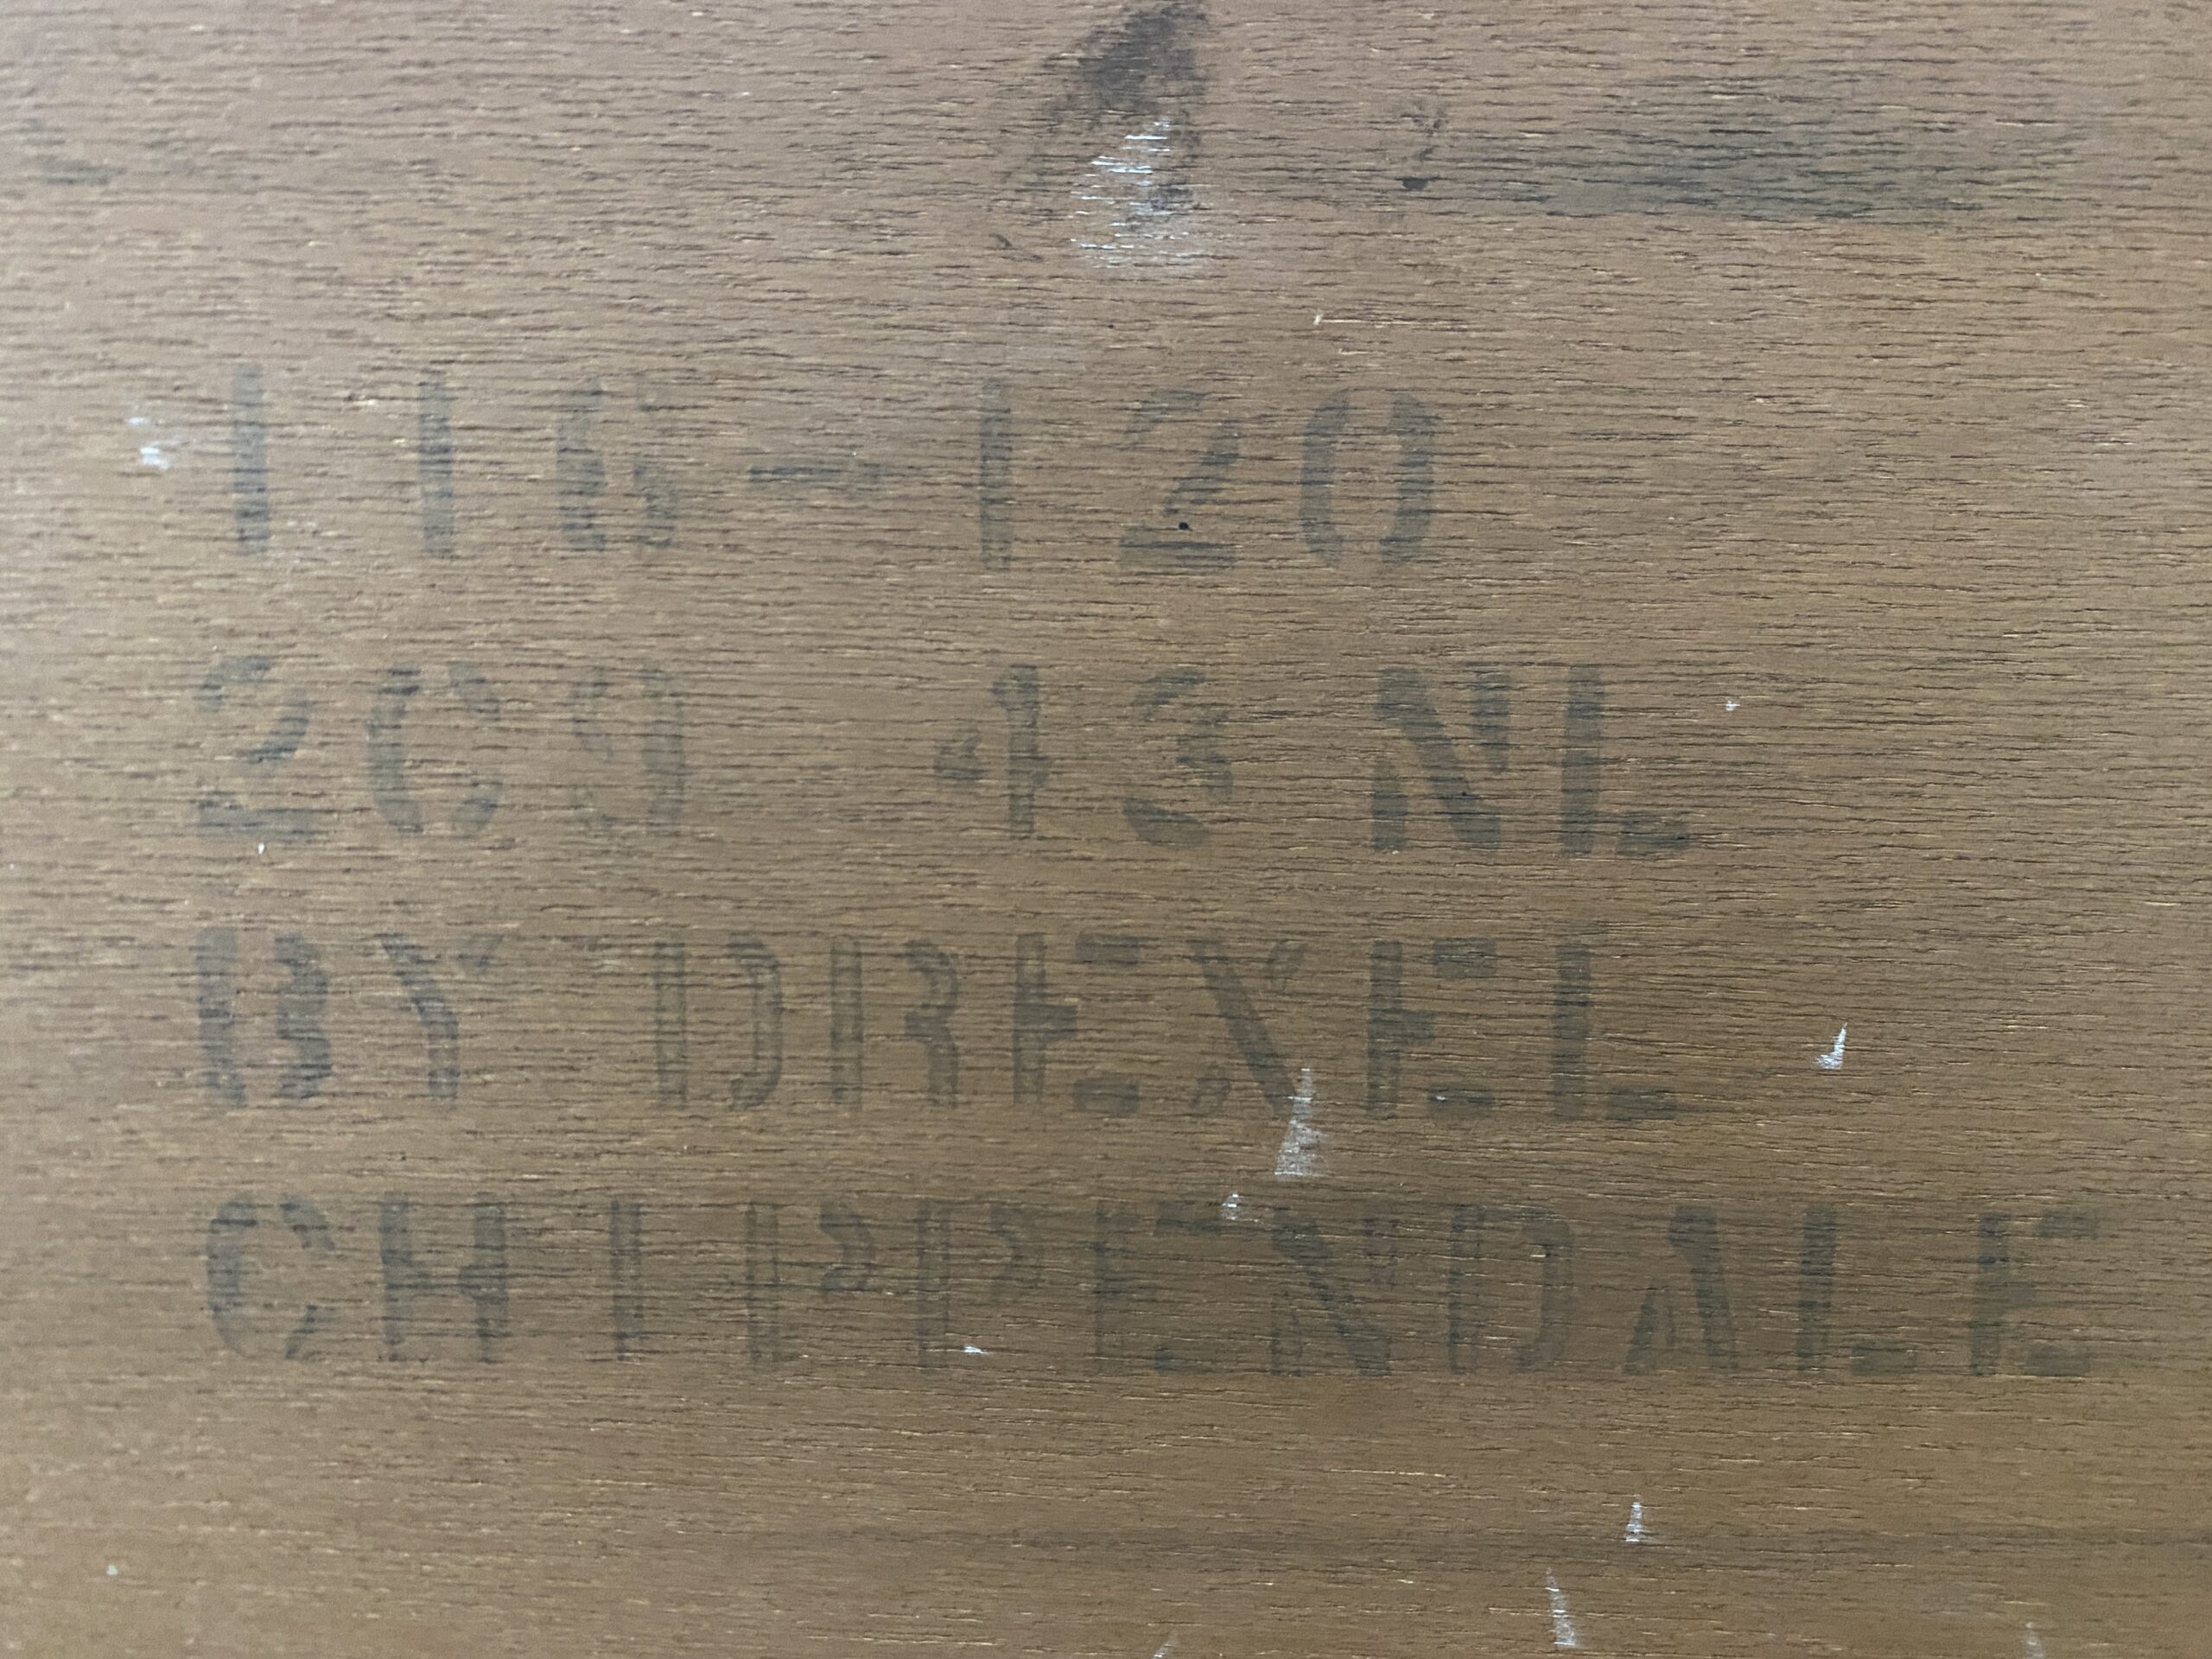 116-120
209 43 NL
BY DREXEL
CHIPPENDALE